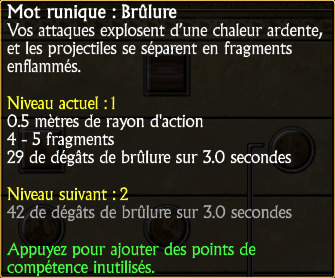 Mot runique : Brûlure
Vos attaques explosent d'une chaleur ardente,
et les projectiles se séparent en fragments
enflammés.
Niveau actuel : 1
0.5 mètres de rayon d'action
4 - 5 fragments
29 de dégâts de brûlure sur 3.0 secondes
Niveau suivant : 2
42 de dégâts de brûlure sur 3.0 secondes
Appuyez pour ajouter des points de
compétence inutilisés.